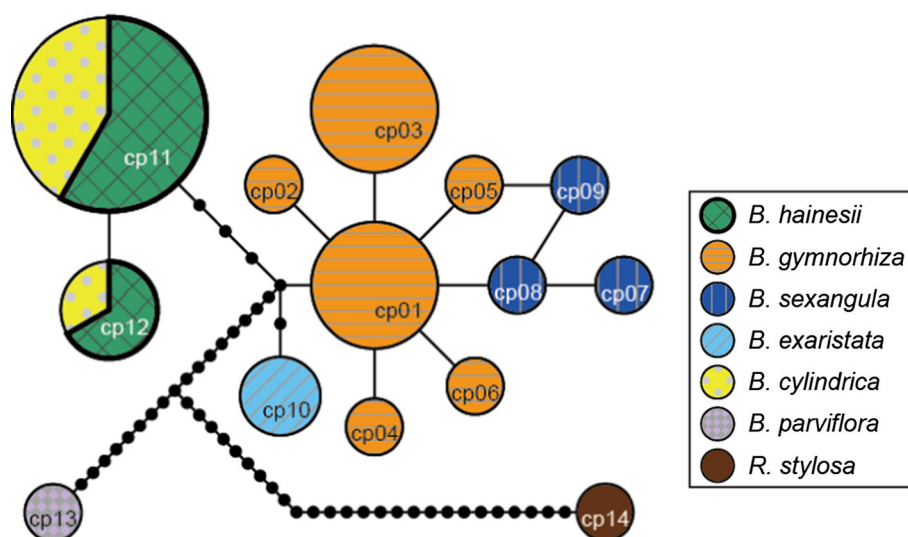 cp11
cp03
cp02
cp05
cp09
cp12
cp01
cp08
cp07
cp10
cp06
cp04
cp13
cp14
B. hainesii
B. gymnorhiza
B. sexangula
B. exaristata
B. cylindrica
B. parviflora
R. stylosa